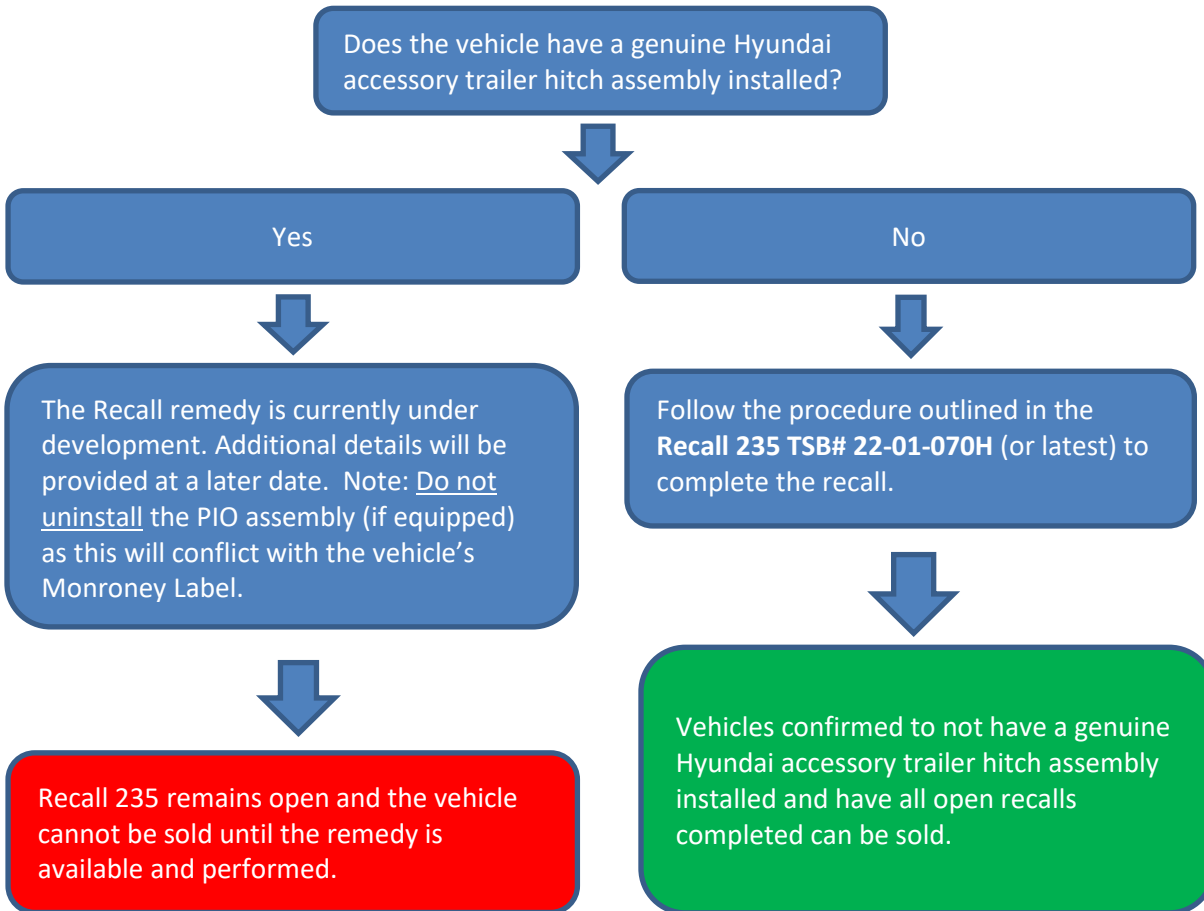 Does the vehicle have a genuine Hyundai
accessory trailer hitch assembly installed?
Yes
No
The Recall remedy is currently under
development. Additional details will be
provided at a later date.  Note: Do not
uninstall the PIO assembly (if equipped)
as this will conflict with the vehicle’s
Monroney Label.
Follow the procedure outlined in the
Recall 235 TSB# 22-01-070H (or latest) to
complete the recall.
Recall 235 remains open and the vehicle
cannot be sold until the remedy is
available and performed.
Vehicles confirmed to not have a genuine
Hyundai accessory trailer hitch assembly
installed and have all open recalls
completed can be sold.